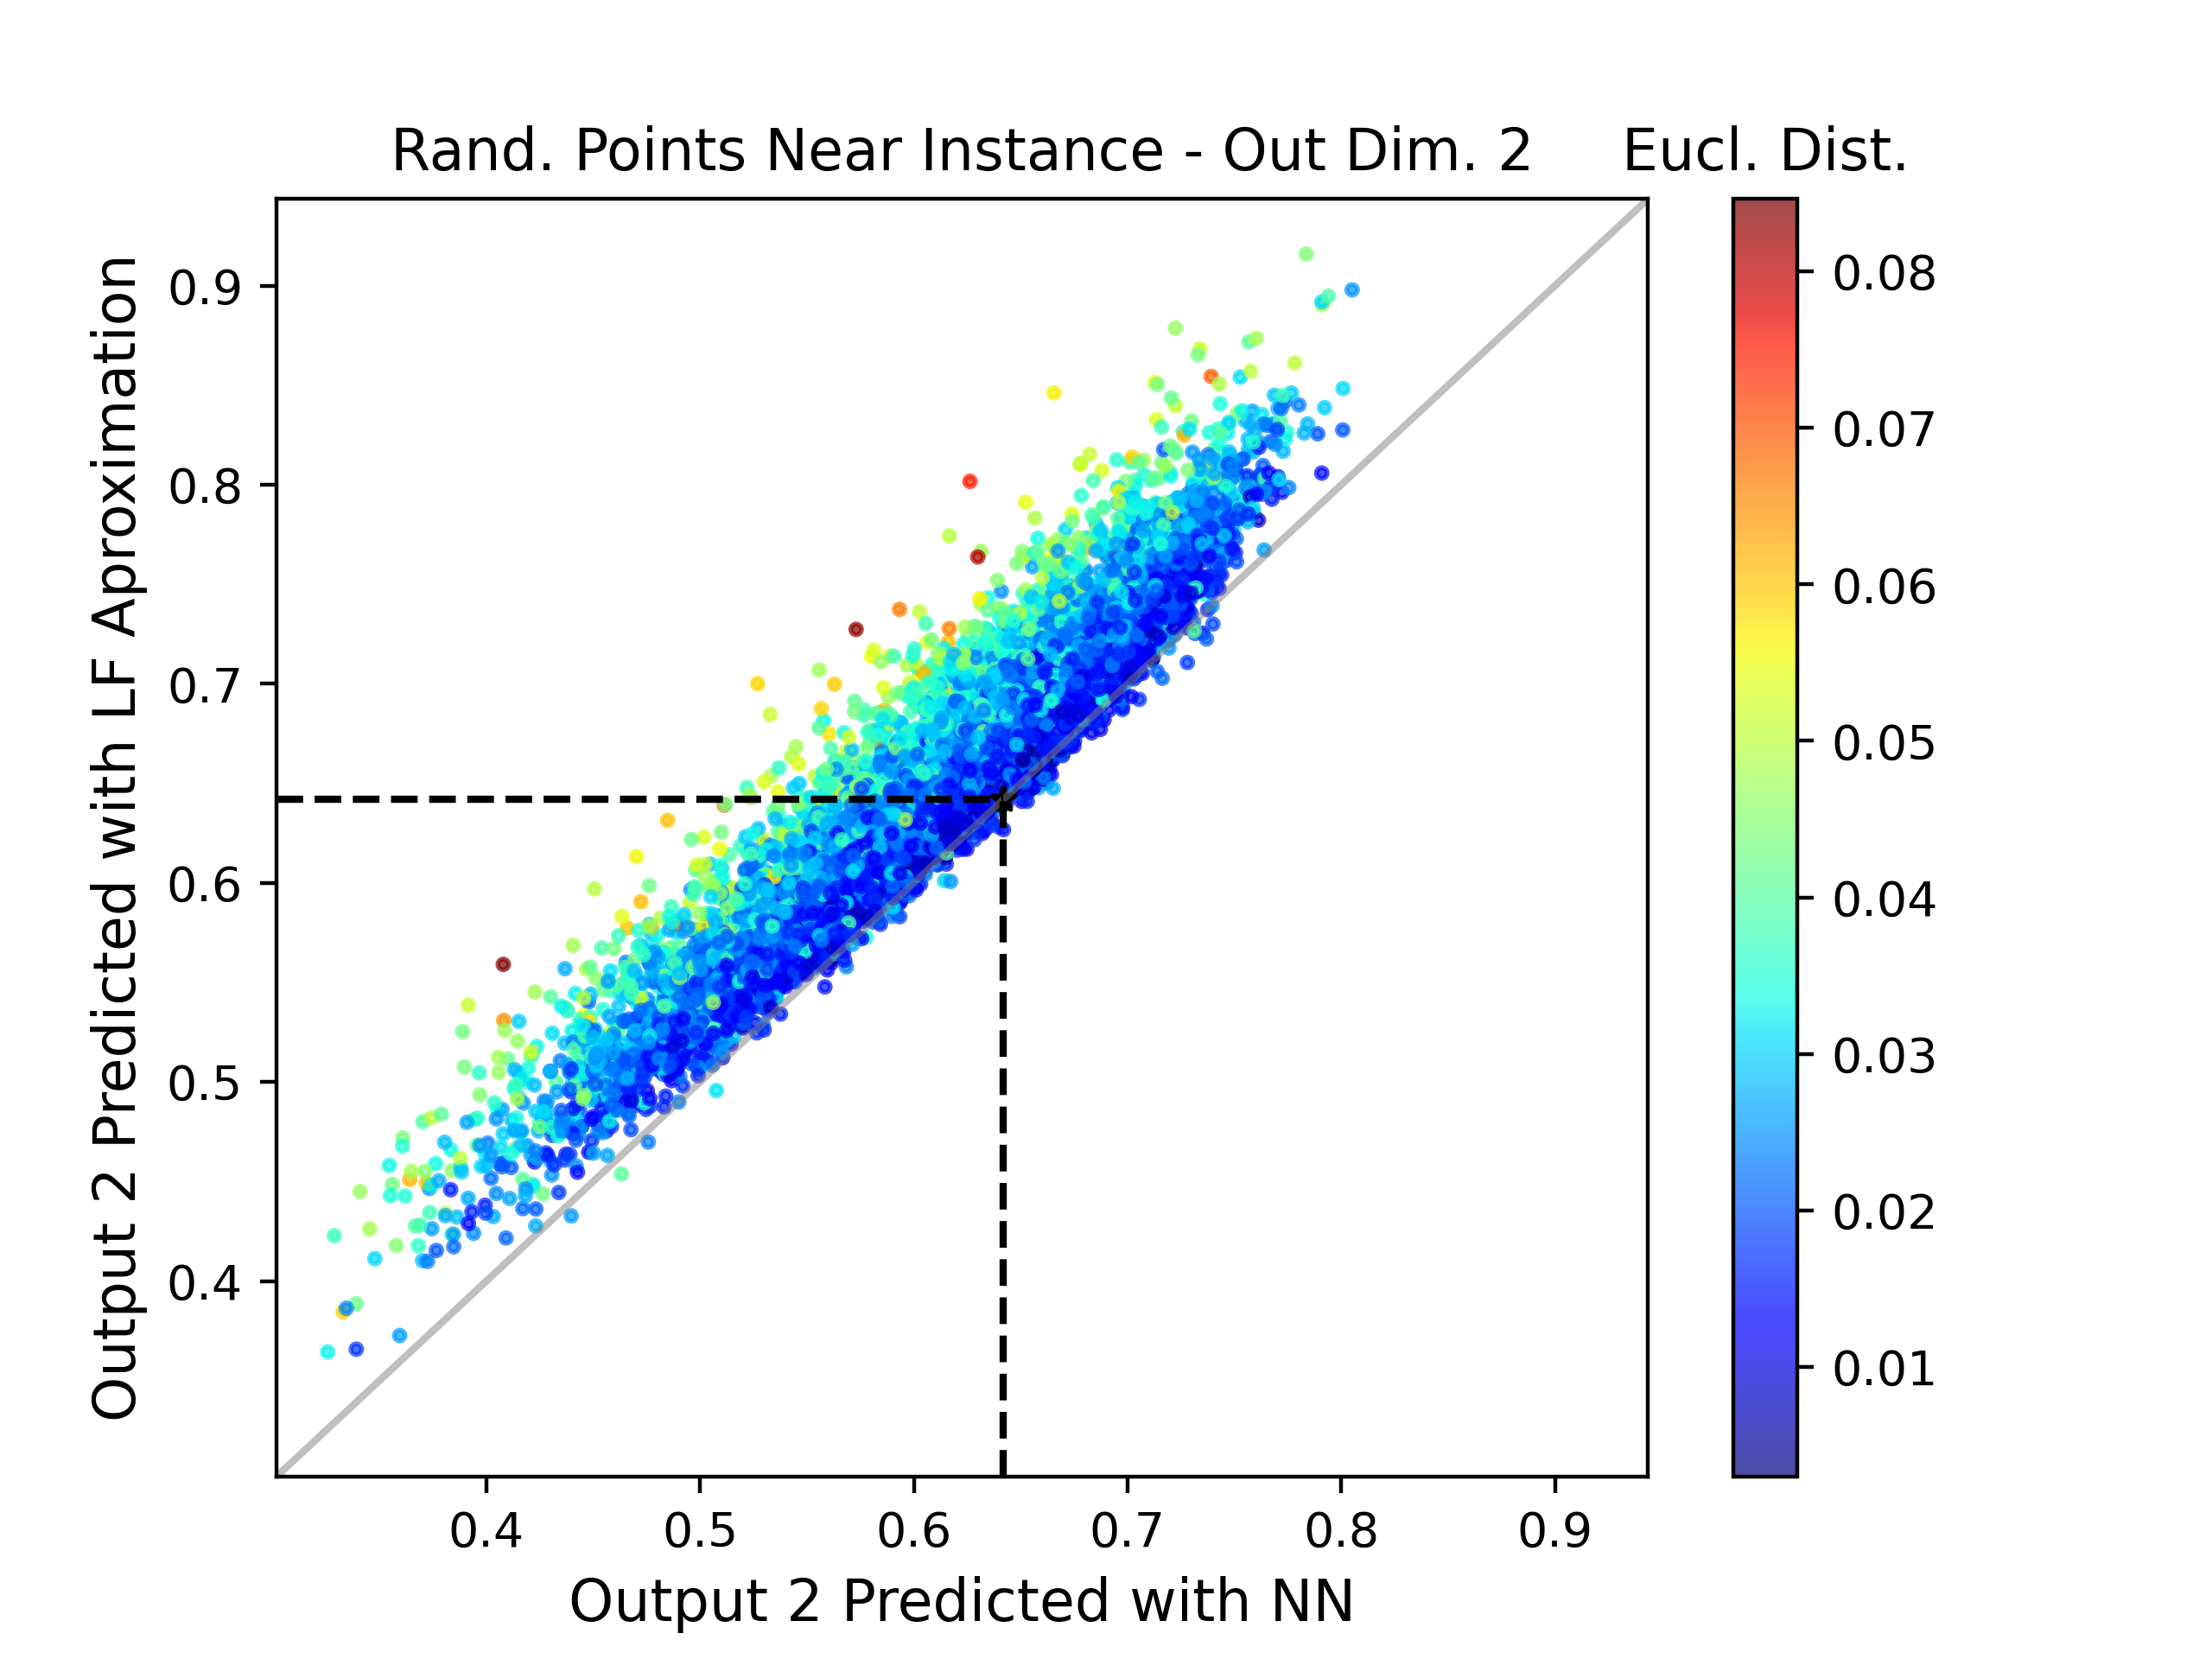 Rand. Points Near Instance - Out Dim. 2
Eucl. Dist.
Output 2 Predicted with LF Aproximation
0.9
0.8
0.7
0.6
0.5
0.4
0.4 0.5 0.6 0.7 0.8 0.9
Output 2 Predicted with NN
0.08
0.07
0.06
0.05
0.04
0.03
0.02
0.01